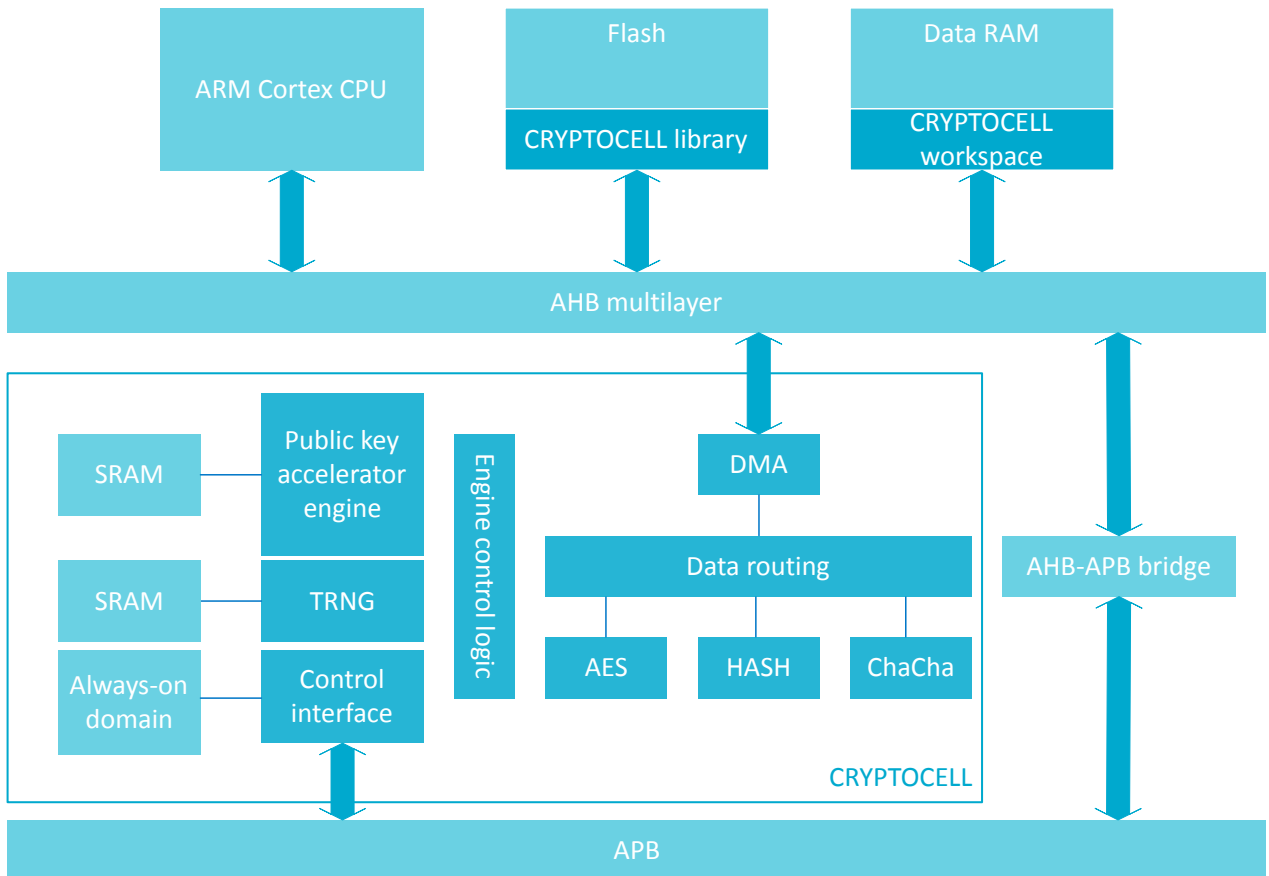 ARM Cortex CPU
Flash
CRYPTOCELL library
Data RAM
CRYPTOCELL
workspace
AHB multilayer
SRAM
Public key
accelerator
engine
SRAM
TRNG
Always-on
domain
Control
interface
Engine control logic
DMA
Data routing
AES
HASH
ChaCha
CRYPTOCELL
AHB-APB bridge
APB